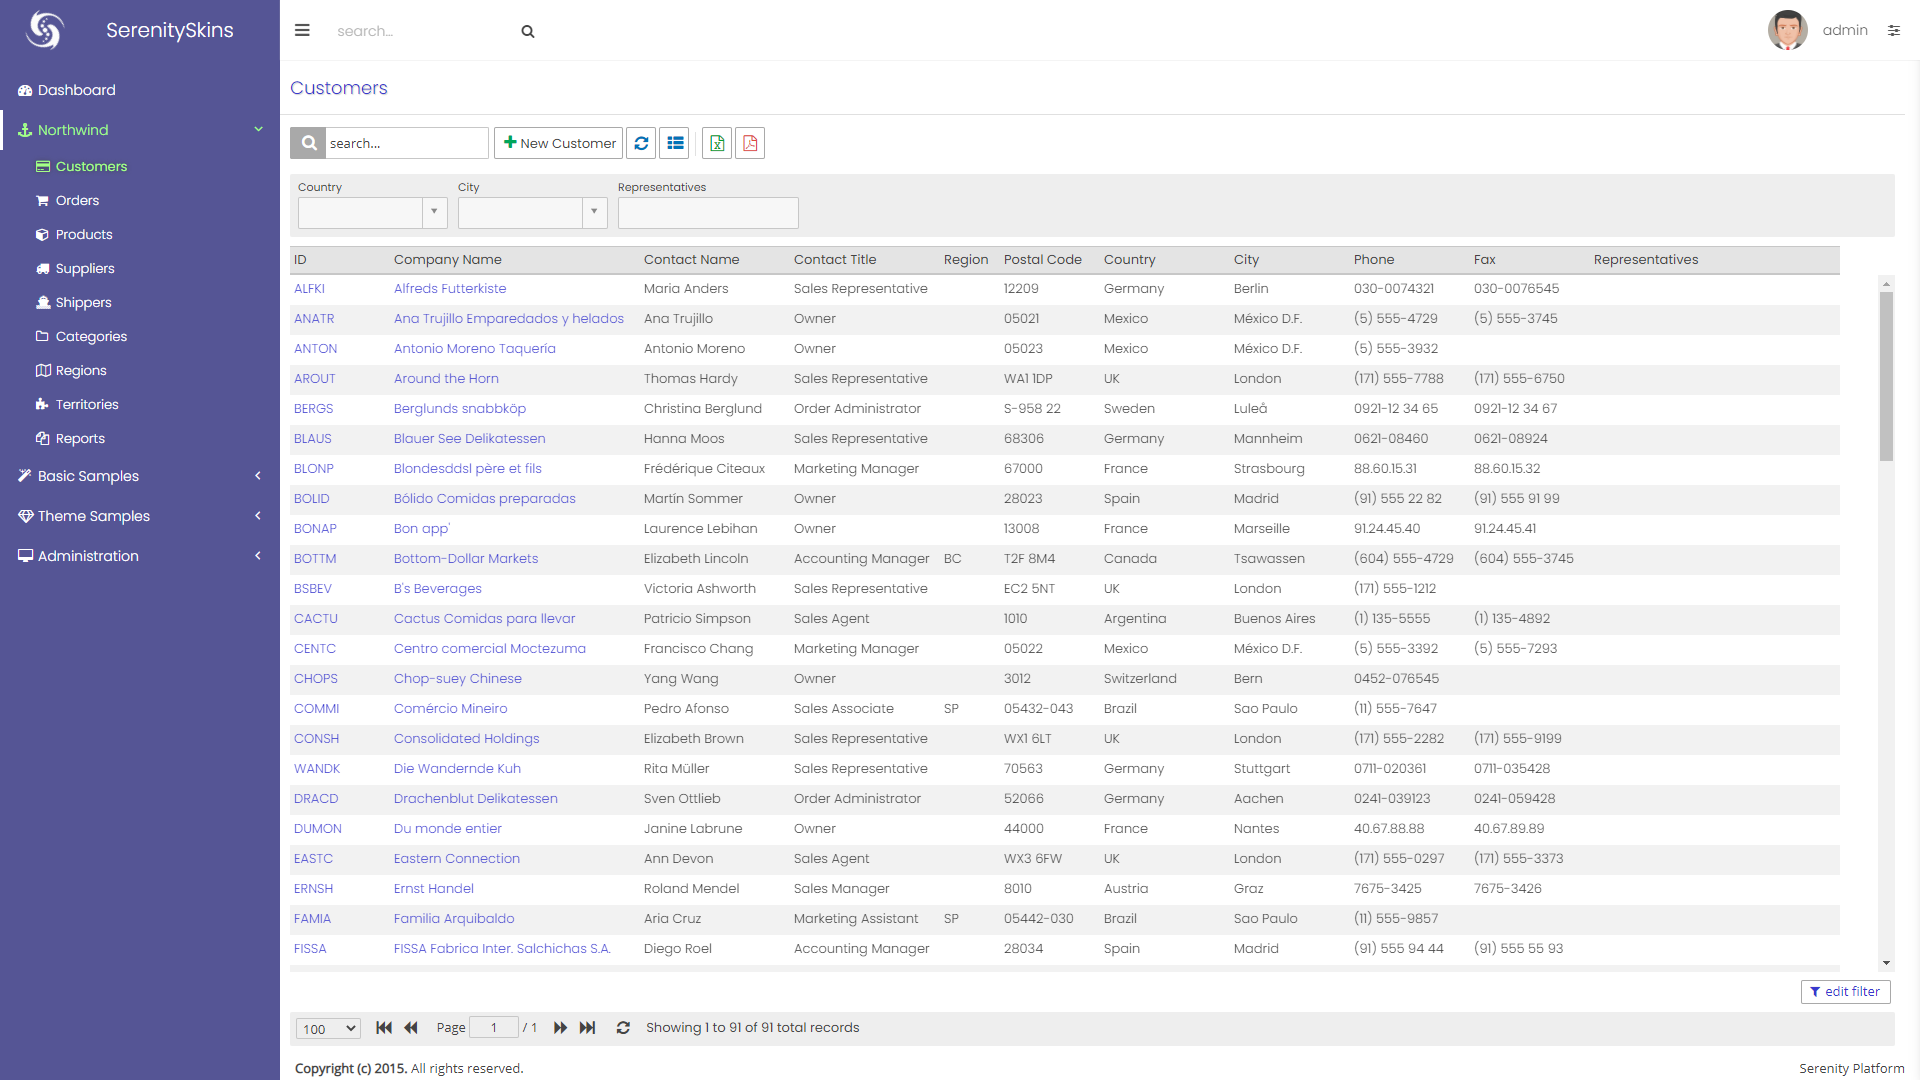 SerenitySkins
search...
admin
Dashboard
Northwind
Customers
Orders
Products
Suppliers
Shippers
Categories
Regions
Territories
Reports
Basic Samples
Theme Samples
Administration
Customers
search...
New Customer
Country City Representatives
ID Company Name Contact Name Contact Title Region Postal Code Country City Phone Fax Representatives
ALFKI Alfreds Futterkiste Maria Anders Sales Representative 12209 Germany Berlin 030-0074321 030-0076545
ANATR Ana Trujillo Emparedados y helados Ana Trujillo Owner 05021 Mexico México D.F. (5) 555-4729 (5) 555-3745
ANTON Antonio Moreno Taquería Antonio Moreno Owner 05023 Mexico México D.F. (5) 555-3932
AROUT Around the Horn Thomas Hardy Sales Representative WA1 1DP UK London (171) 555-7788 (171) 555-6750
BERGS Berglunds snabbköp Christina Berglund Order Administrator S-958 22 Sweden Luleå 0921-12 34 65 0921-12 34 67
BLAUS Blauer See Delikatessen Hanna Moos Sales Representative 68306 Germany Mannheim 0621-08460 0621-08924
BLONP Blondesddsl père et fils Frédérique Citeaux Marketing Manager 67000 France Strasbourg 88.60.15.31 88.60.15.32
BOLID Bólido Comidas preparadas Martín Sommer Owner 28023 Spain Madrid (91) 555 22 82 (91) 555 91 99
BONAP Bon app' Laurence Lebihan Owner 13008 France Marseille 91.24.45.40 91.24.45.41
BOTTM Bottom-Dollar Markets Elizabeth Lincoln Accounting Manager BC T2F 8M4 Canada Tsawassen (604) 555-4729 (604) 555-3745
BSBEV B's Beverages Victoria Ashworth Sales Representative EC2 5NT UK London (171) 555-1212
CACTU Cactus Comidas para llevar Patricio Simpson Sales Agent 1010 Argentina Buenos Aires (1) 135-5555 (1) 135-4892
CENTC Centro comercial Moctezuma Francisco Chang Marketing Manager 05022 Mexico México D.F. (5) 555-3392 (5) 555-7293
CHOPS Chop-suey Chinese Yang Wang Owner 3012 Switzerland Bern 0452-076545
COMMI Comércio Mineiro Pedro Afonso Sales Associate SP 05432-043 Brazil Sao Paulo (11) 555-7647
CONSH Consolidated Holdings Elizabeth Brown Sales Representative WX1 6LT UK London (171) 555-2282 (171) 555-9199
WANDK Die Wandernde Kuh Rita Müller Sales Representative 70563 Germany Stuttgart 0711-020361 0711-035428
DRACD Drachenblut Delikatessen Sven Ottlieb Order Administrator 52066 Germany Aachen 0241-039123 0241-059428
DUMON Du monde entier Janine Labrune Owner 44000 France Nantes 40.67.88.88 40.67.89.89
EASTC Eastern Connection Ann Devon Sales Agent WX3 6FW UK London (171) 555-0297 (171) 555-3373
ERNSH Ernst Handel Roland Mendel Sales Manager 8010 Austria Graz 7675-3425 7675-3426
FAMIA Familia Arquibaldo Aria Cruz Marketing Assistant SP 05442-030 Brazil Sao Paulo (11) 555-9857
FISSA FISSA Fabrica Inter. Salchichas S.A. Diego Roel Accounting Manager 28034 Spain Madrid (91) 555 94 44 (91) 555 55 93
edit filter
100 Page 1 / 1 Showing 1 to 91 of 91 total records
Copyright (c) 2015. All rights reserved. Serenity Platform